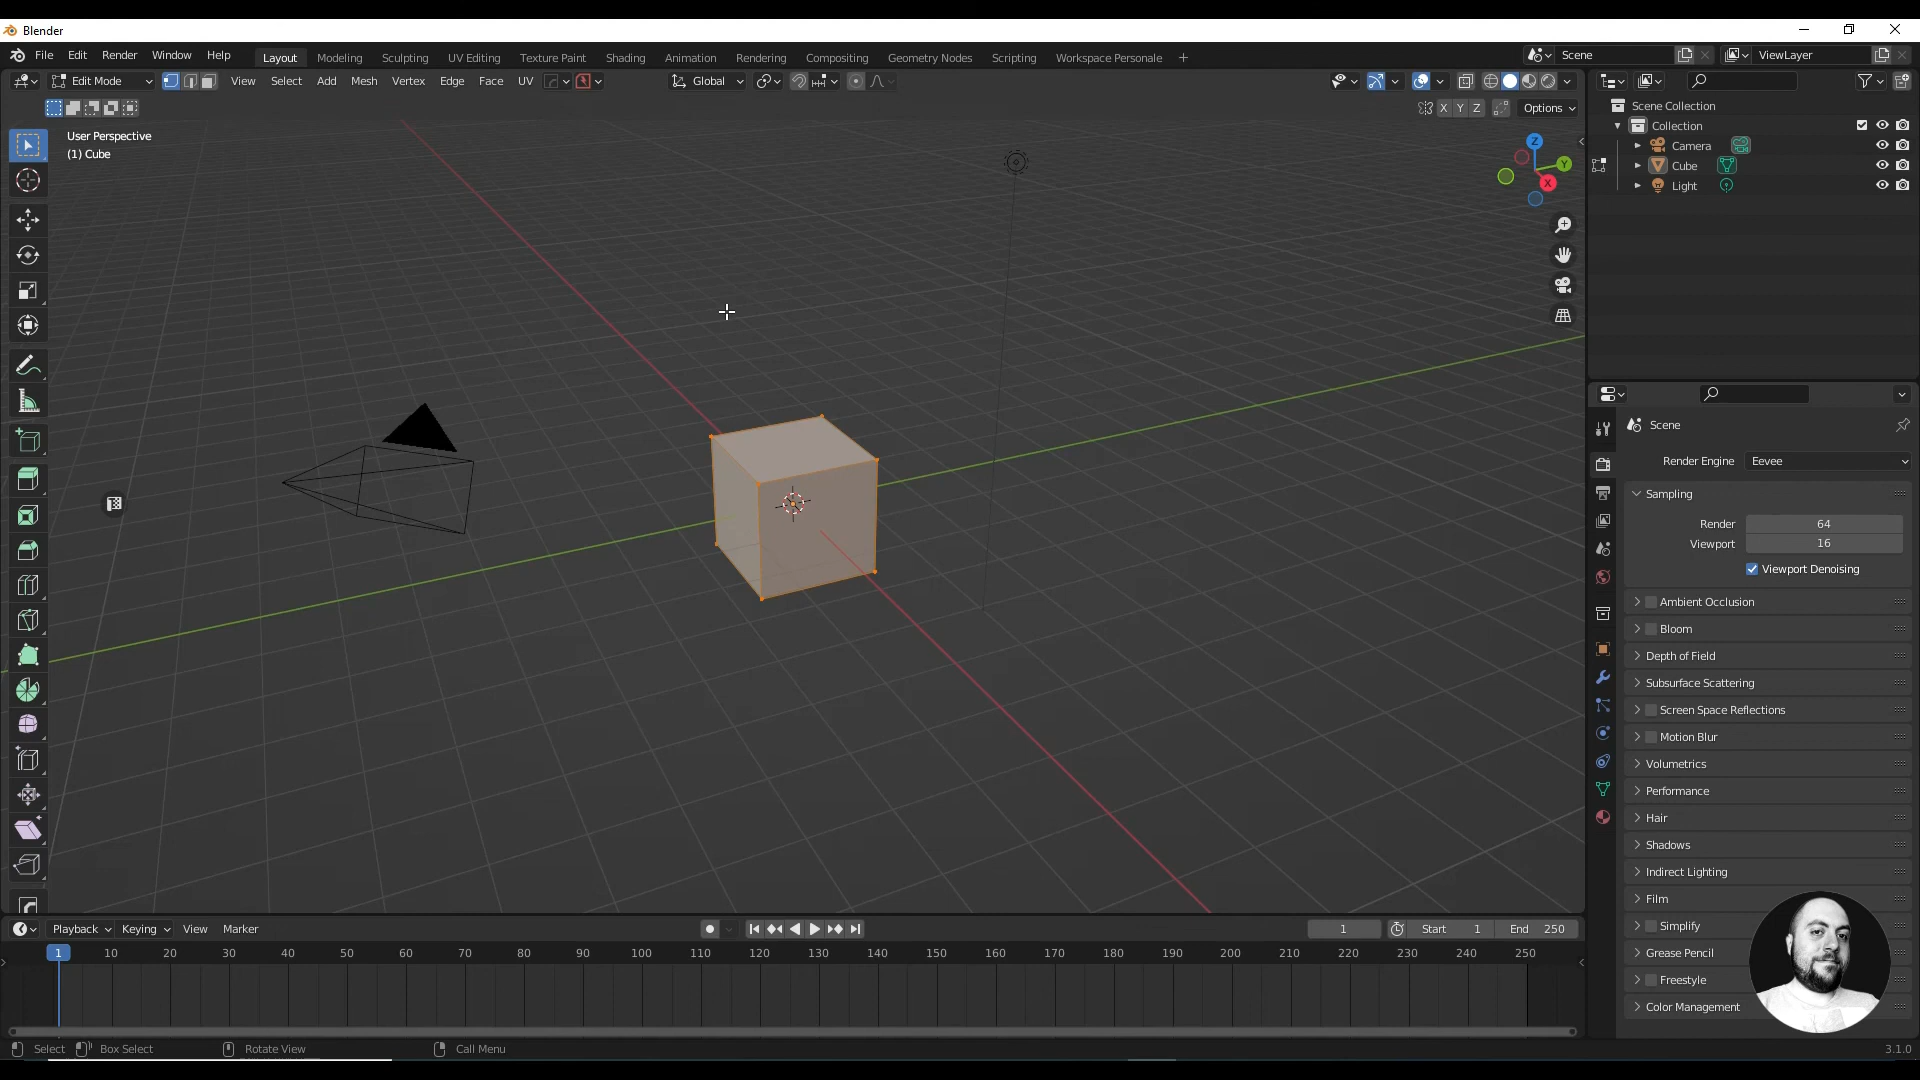 Blender
File Edit Render Window Help Layout Modeling Sculpting UV Editing Texture Paint Shading Animation Rendering Compositing Geometry Nodes Scripting Workspace Personale + Scene ViewLayer
Edit Mode View Select Add Mesh Vertex Edge Face UV Global
X Y Z Options
User Perspective
(1) Cube
Z
Y
X
Scene Collection
Collection
Camera
Cube
Light
Scene
Render Engine Eevee
Sampling
Render 64
Viewport 16
Viewport Denoising
Ambient Occlusion
Bloom
Depth of Field
Subsurface Scattering
Screen Space Reflections
Motion Blur
Volumetrics
Performance
Hair
Shadows
Indirect Lighting
Film
Simplify
Grease Pencil
Freestyle
Color Management
Playback Keying View Marker 1 Start 1 End 250
1 10 20 30 40 50 60 70 80 90 100 110 120 130 140 150 160 170 180 190 200 210 220 230 240 250
Select Box Select Rotate View Call Menu 3.1.0